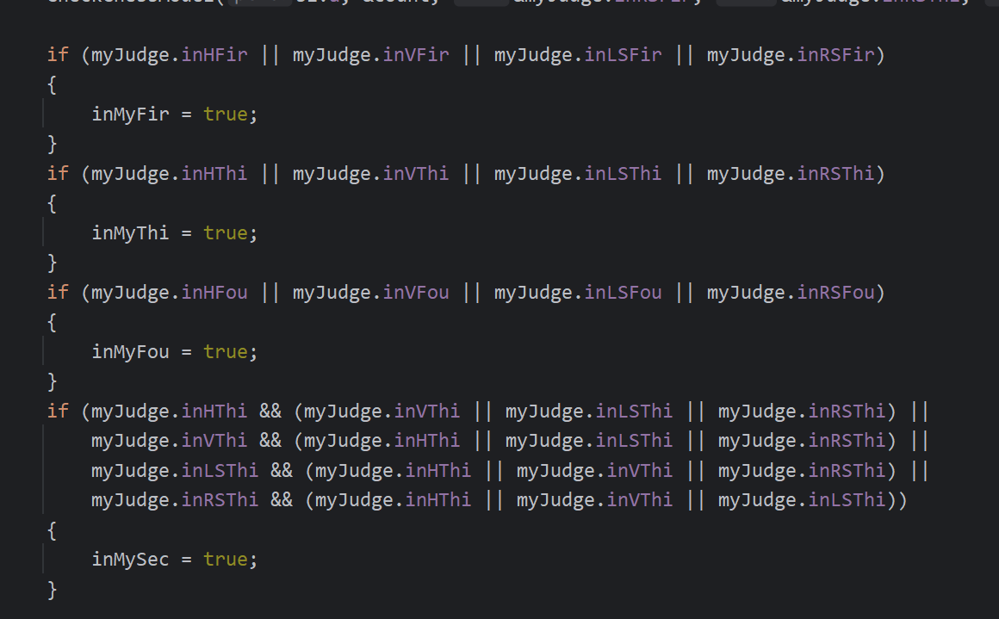 if (myJudge.inHFir || myJudge.inVFir || myJudge.inLSFir || myJudge.inRSFir)
{
    inMyFir = true;
}
if (myJudge.inHThi || myJudge.inVThi || myJudge.inLSThi || myJudge.inRSThi)
{
    inMyThi = true;
}
if (myJudge.inHFou || myJudge.inVFou || myJudge.inLSFou || myJudge.inRSFou)
{
    inMyFou = true;
}
if (myJudge.inHThi && (myJudge.inVThi || myJudge.inLSThi || myJudge.inRSThi) ||
    myJudge.inVThi && (myJudge.inHThi || myJudge.inLSThi || myJudge.inRSThi) ||
    myJudge.inLSThi && (myJudge.inHThi || myJudge.inVThi || myJudge.inRSThi) ||
    myJudge.inRSThi && (myJudge.inHThi || myJudge.inVThi || myJudge.inLSThi))
{
    inMySec = true;
}